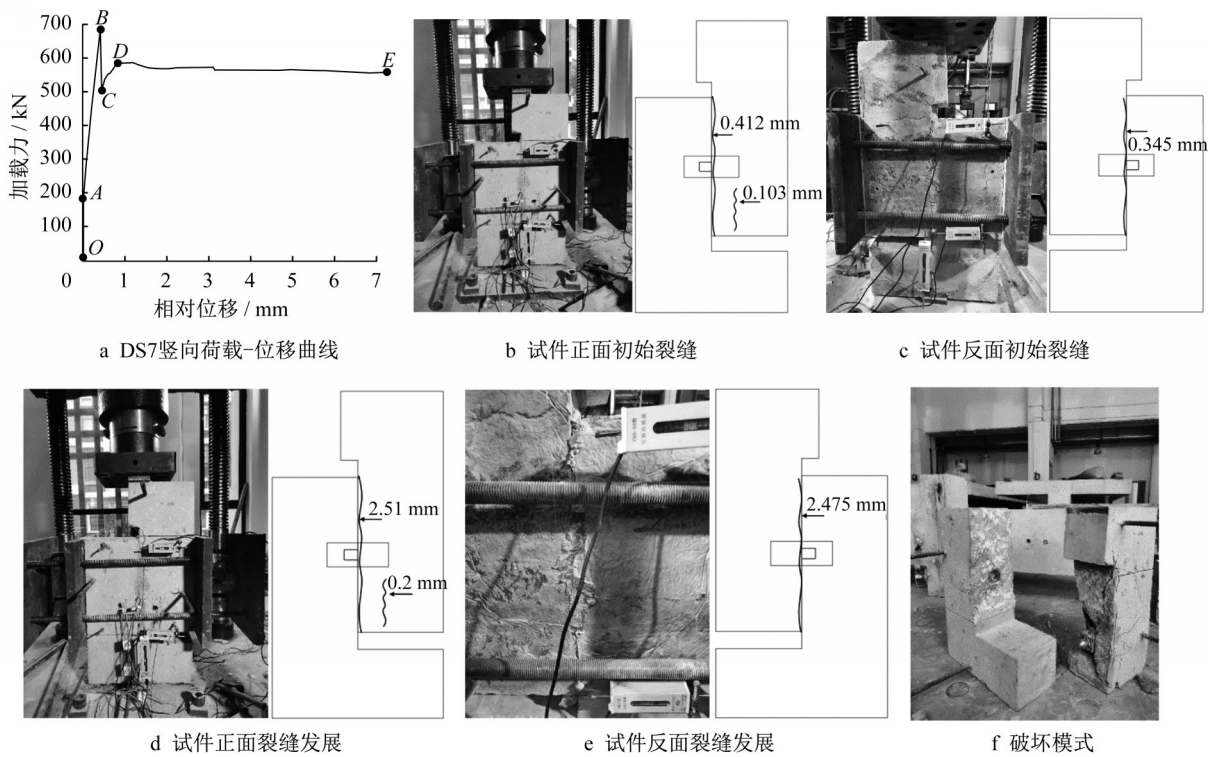 700
600
500
400
300
200
100
0
1
2
3
4
5
6
7
加载力 / kN
相对位移 / mm
O
A
B
C
D
E
a DS7竖向荷载-位移曲线
0.412 mm
0.103 mm
b 试件正面初始裂缝
0.345 mm
c 试件反面初始裂缝
2.51 mm
0.2 mm
d 试件正面裂缝发展
2.475 mm
e 试件反面裂缝发展
f 破坏模式